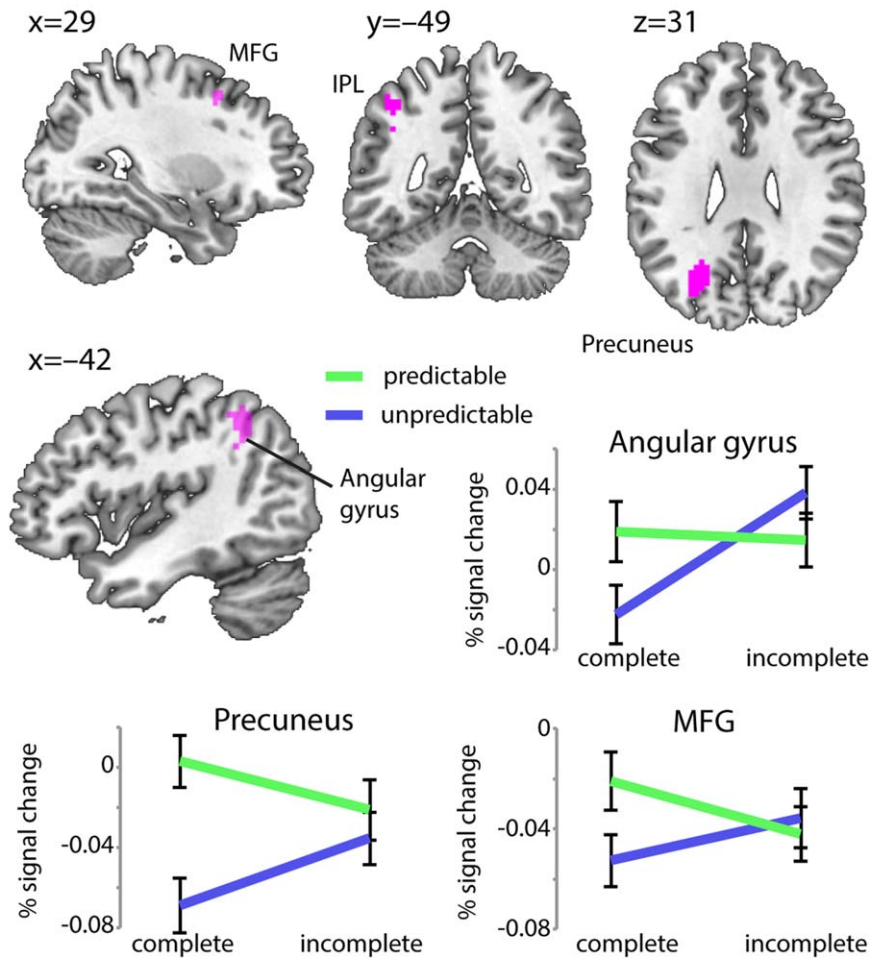 x=29
y=–49
z=31
MFG
IPL
Precuneus
x=–42
predictable
unpredictable
Angular
gyrus
Angular gyrus
% signal change
0.04
0
-0.04
complete
incomplete
Precuneus
% signal change
0
-0.04
-0.08
complete
incomplete
MFG
% signal change
0
-0.04
-0.08
complete
incomplete